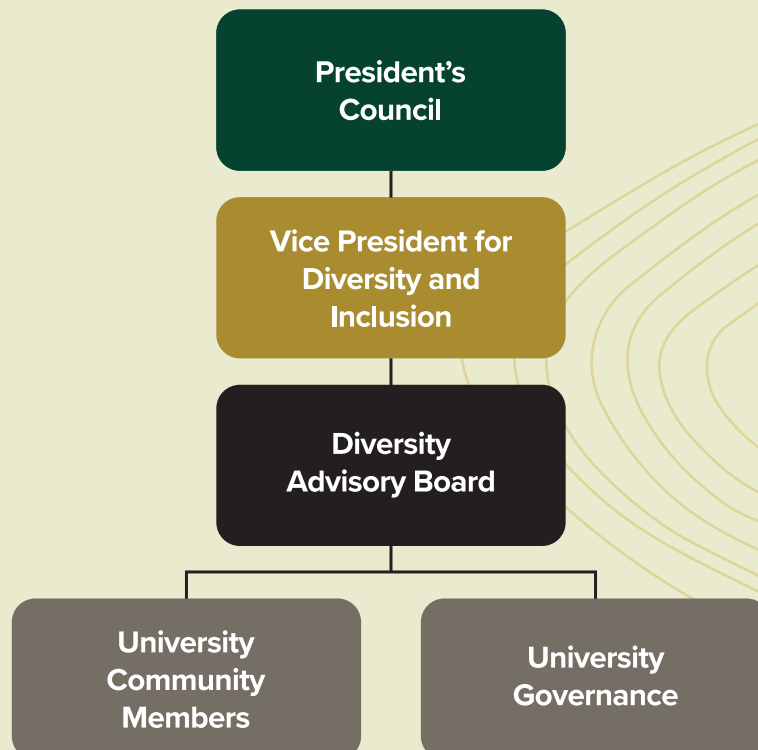 President’s
Council
Vice President for
Diversity and
Inclusion
Diversity
Advisory Board
University
Community
Members
University
Governance